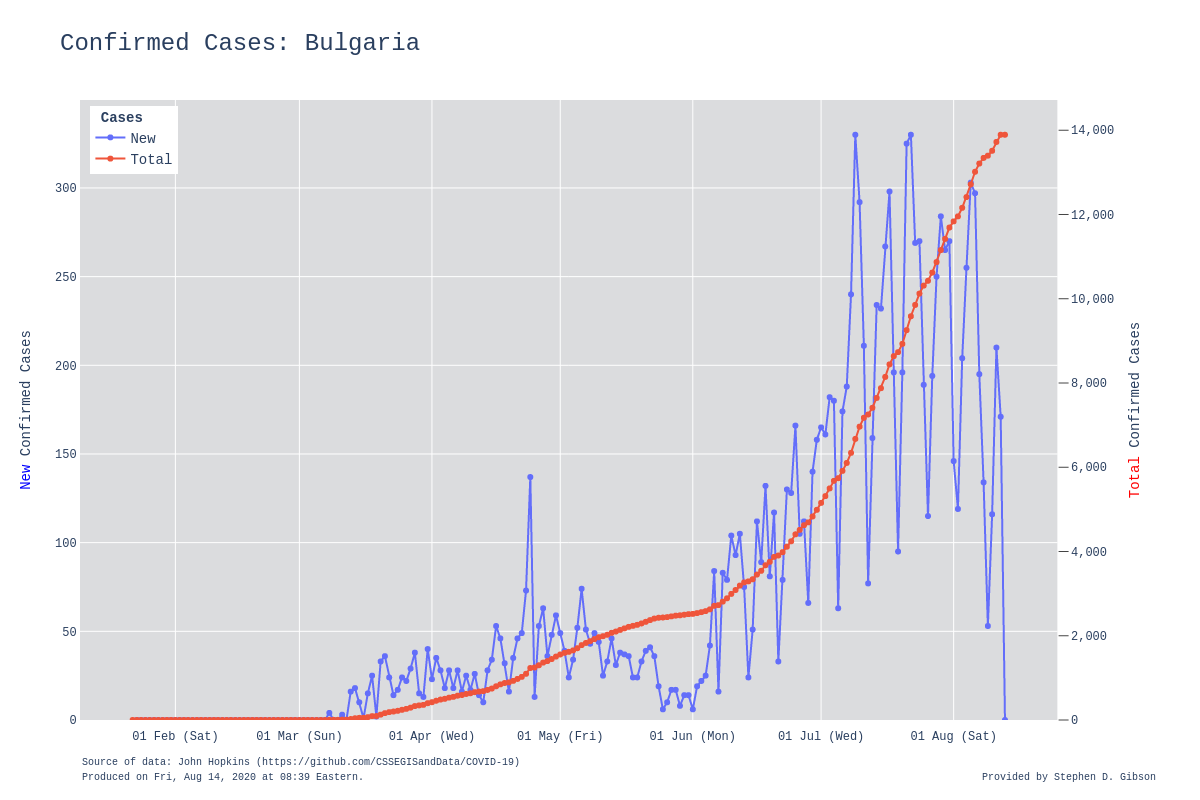 Confirmed Cases: Bulgaria
Cases
New
Total
300
250
200
150
100
50
0
14,000
12,000
10,000
8,000
6,000
4,000
2,000
0
New Confirmed Cases
Total Confirmed Cases
01 Feb (Sat)
01 Mar (Sun)
01 Apr (Wed)
01 May (Fri)
01 Jun (Mon)
01 Jul (Wed)
01 Aug (Sat)
Source of data: John Hopkins (https://github.com/CSSEGISandData/COVID-19)
Produced on Fri, Aug 14, 2020 at 08:39 Eastern.
Provided by Stephen D. Gibson